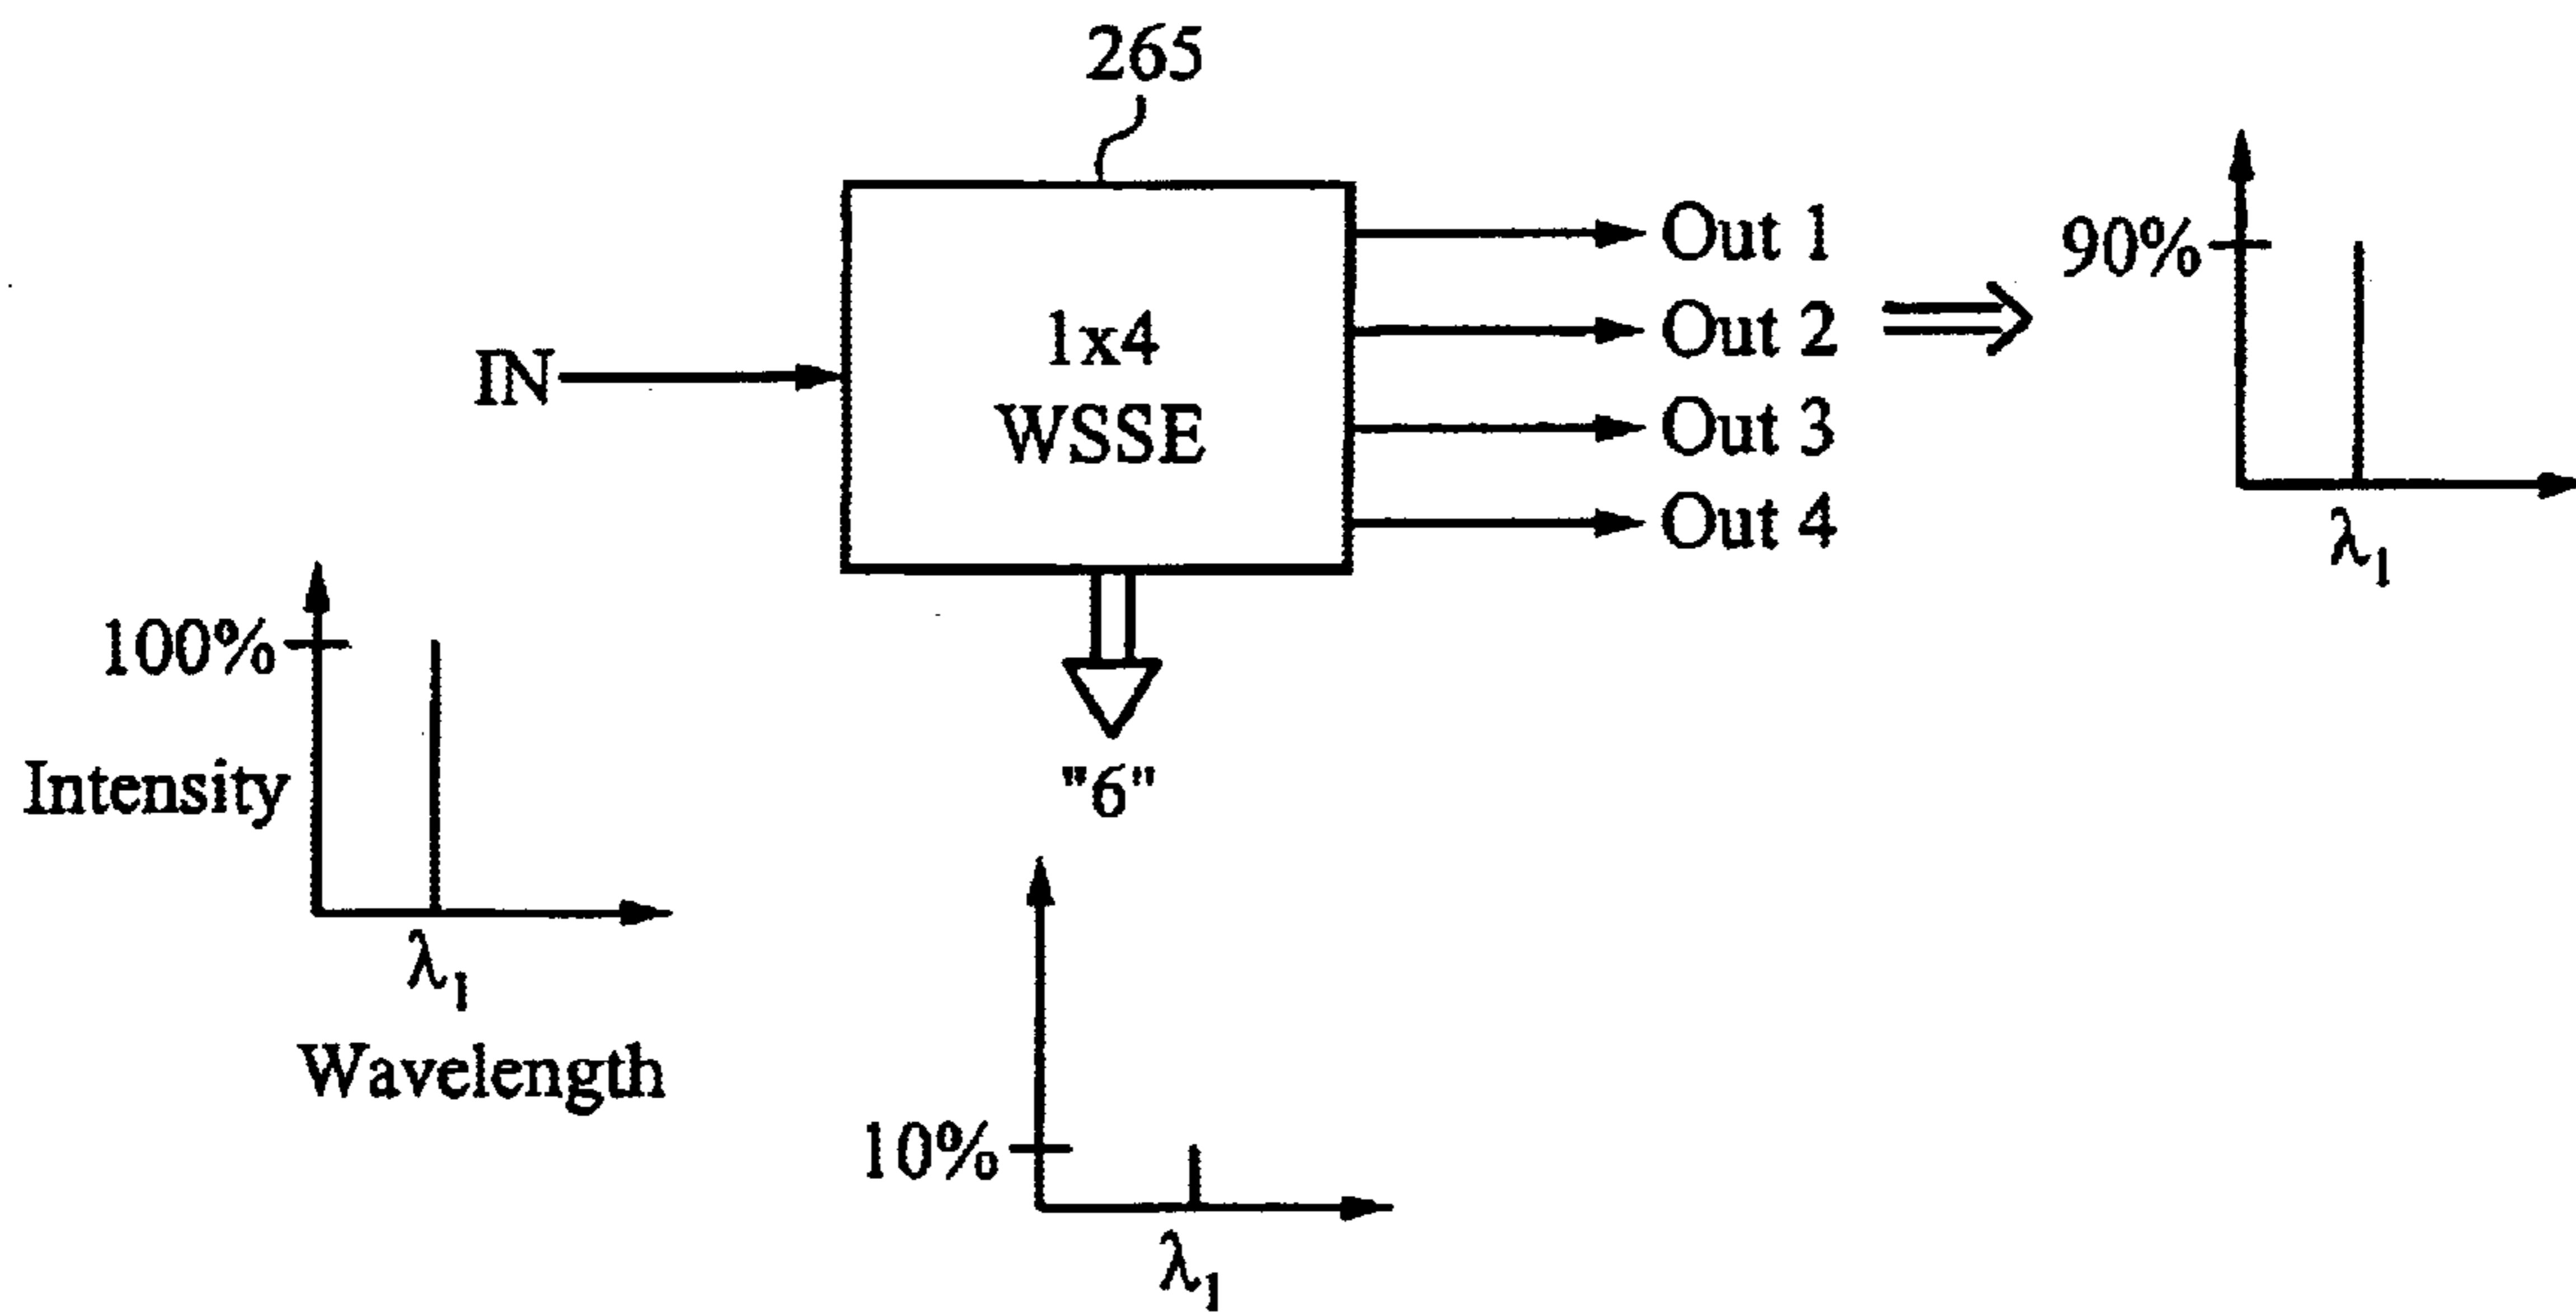 265
1x4
WSSE
IN
Out 1
Out 2
Out 3
Out 4
90%
λ1
100%
Intensity
λ1
Wavelength
"6"
10%
λ1